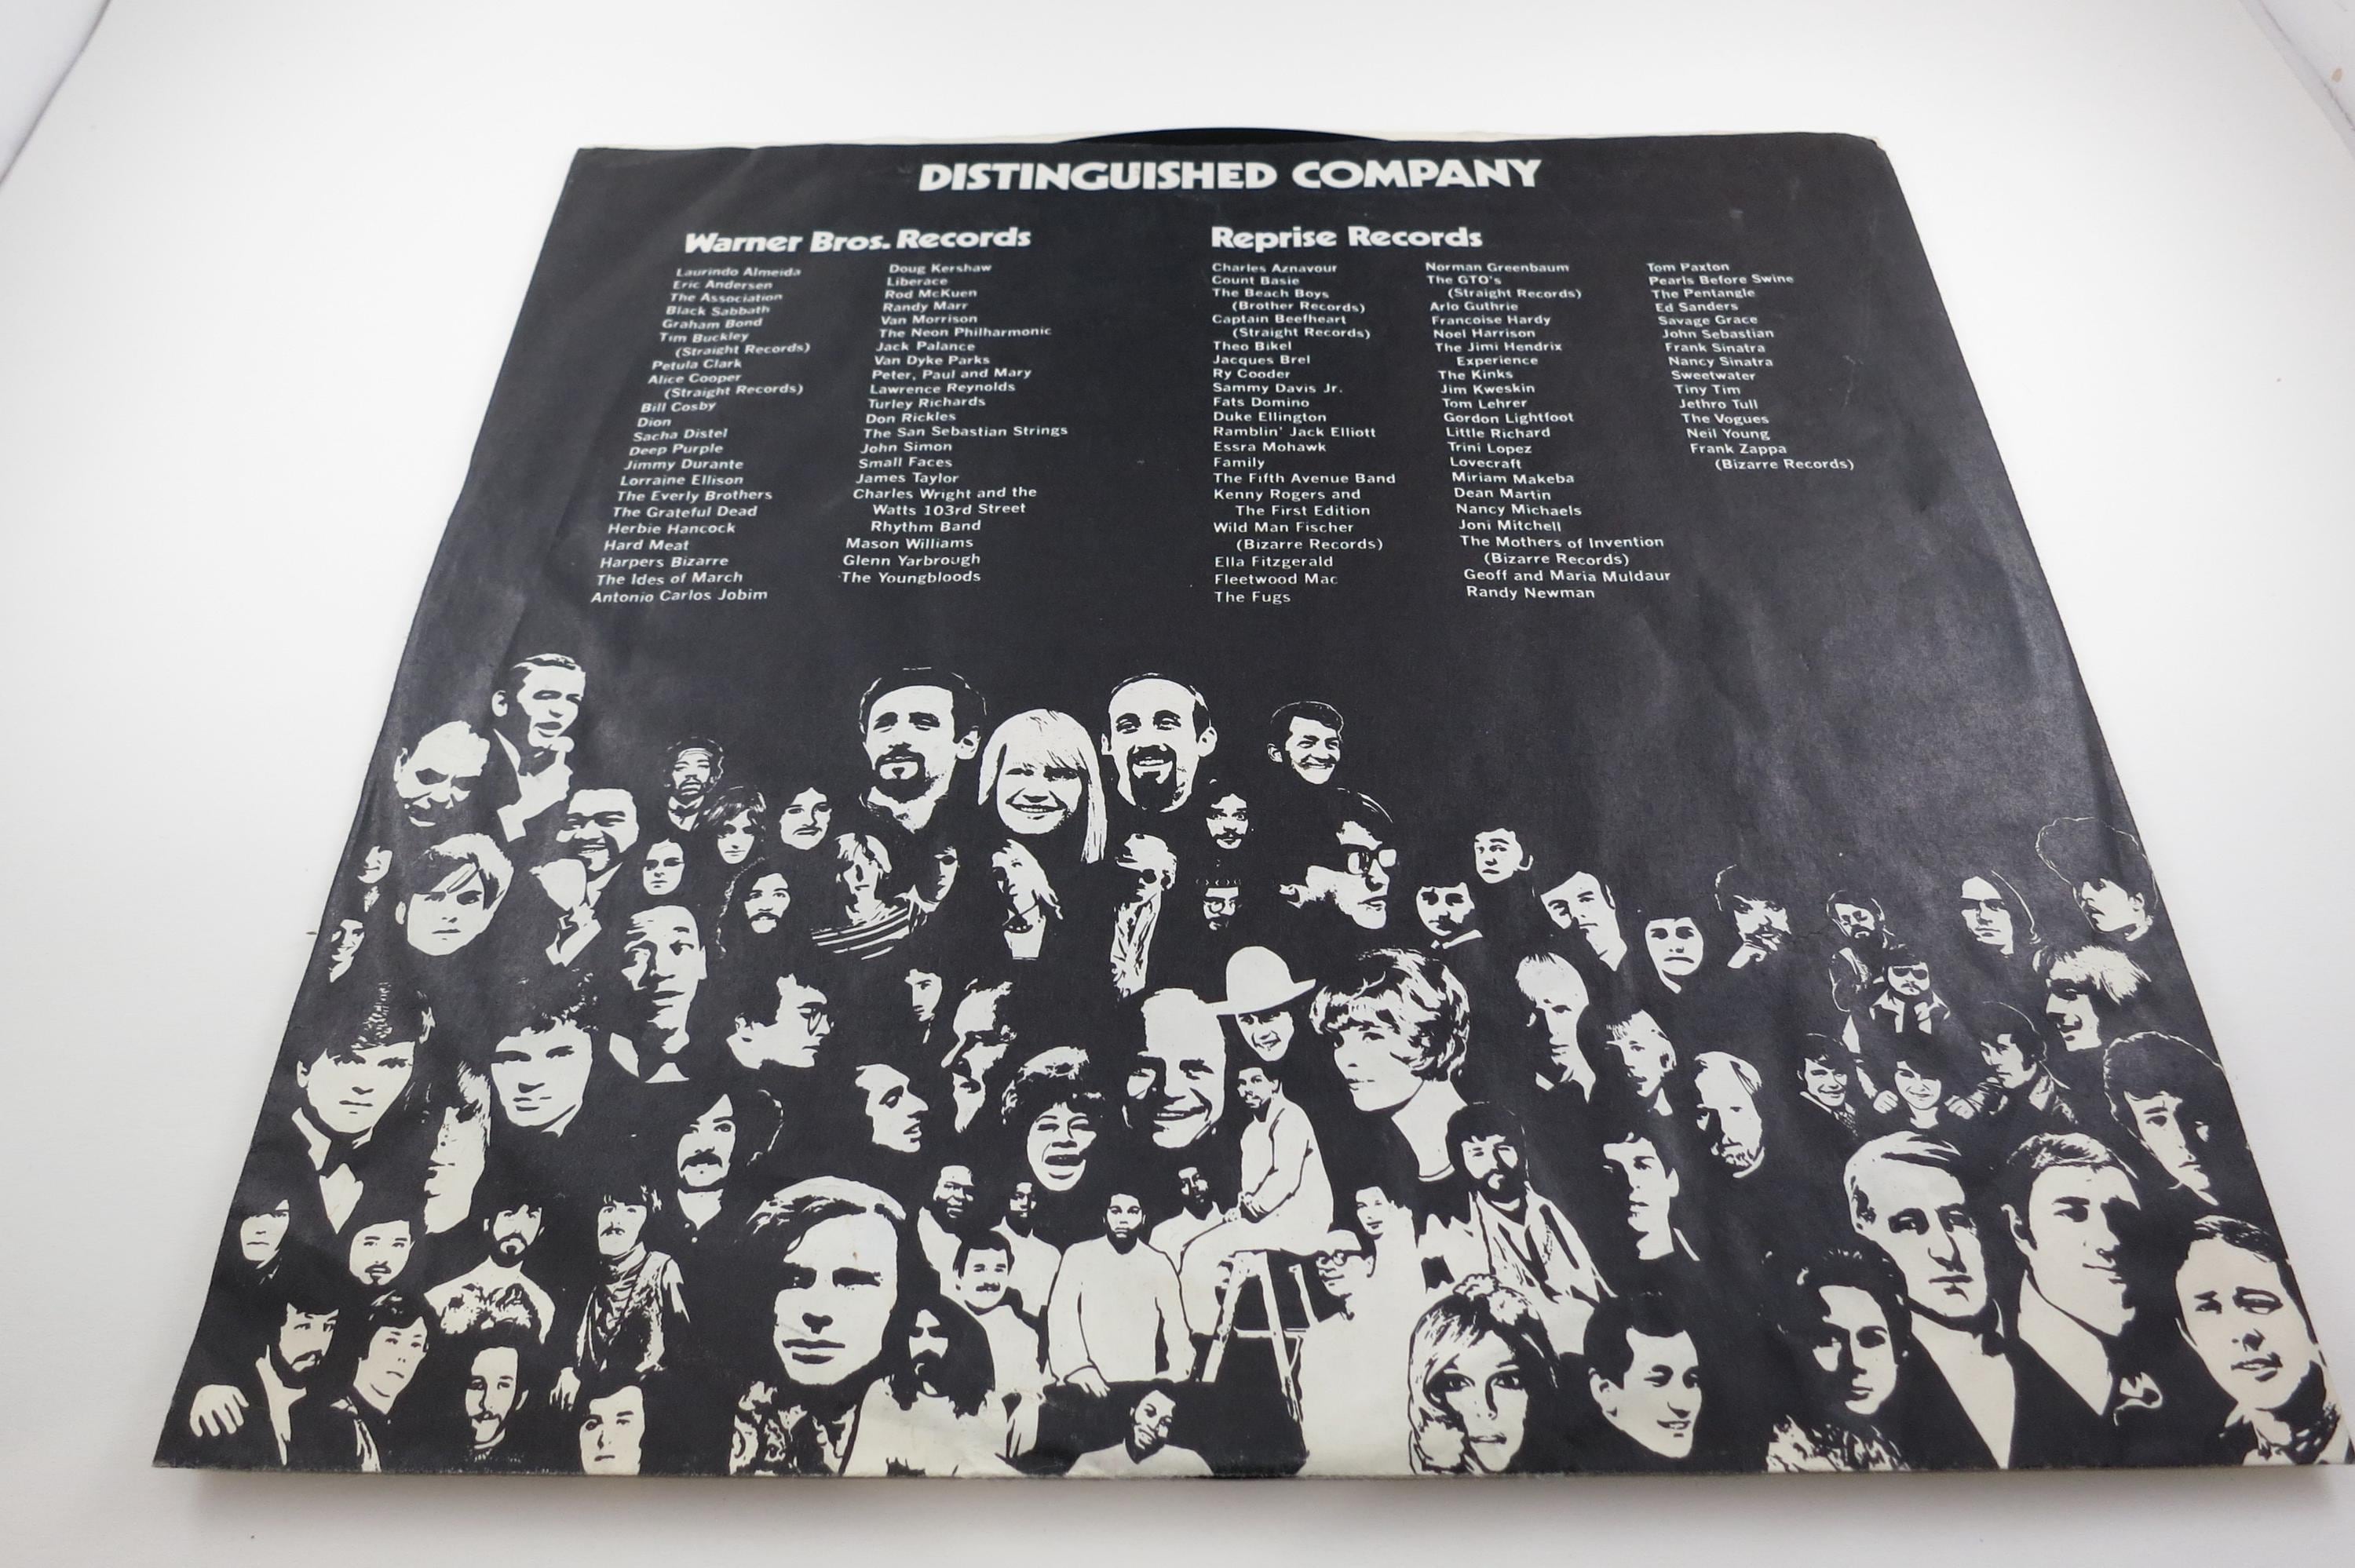 DISTINGUISHED COMPANY
Warner Bros. Records
Laurindo Almeida
Eric Andersen
The Association
Black Sabbath
Graham Bond
Tim Buckley
(Straight Records)
Petula Clark
Alice Cooper
(Straight Records)
Bill Cosby
Dion
Sacha Distel
Deep Purple
Jimmy Durante
Lorraine Ellison
The Everly Brothers
The Grateful Dead
Herbie Hancock
Hard Meat
Harpers Bizarre
The Ides of March
Antonio Carlos Jobim
Doug Kershaw
Liberace
Rod McKuen
Randy Marr
Van Morrison
The Neon Philharmonic
Jack Palance
Van Dyke Parks
Peter, Paul and Mary
Lawrence Reynolds
Turley Richards
Don Rickles
The San Sebastian Strings
John Simon
Small Faces
James Taylor
Charles Wright and the
Watts 103rd Street
Rhythm Band
Mason Williams
Glenn Yarbrough
The Youngbloods
Reprise Records
Charles Aznavour
Count Basie
The Beach Boys
(Brother Records)
Captain Beefheart
(Straight Records)
Theo Bikel
Jacques Brel
Ry Cooder
Sammy Davis Jr.
Fats Domino
Duke Ellington
Ramblin' Jack Elliott
Essra Mohawk
Family
The Fifth Avenue Band
Kenny Rogers and
The First Edition
Wild Man Fischer
(Bizarre Records)
Ella Fitzgerald
Fleetwood Mac
The Fugs
Norman Greenbaum
The GTO's
(Straight Records)
Arlo Guthrie
Francoise Hardy
Noel Harrison
The Jimi Hendrix
Experience
The Kinks
Jim Kweskin
Tom Lehrer
Gordon Lightfoot
Little Richard
Trini Lopez
Lovecraft
Miriam Makeba
Dean Martin
Nancy Michaels
Joni Mitchell
The Mothers of Invention
(Bizarre Records)
Geoff and Maria Muldaur
Randy Newman
Tom Paxton
Pearls Before Swine
The Pentangle
Ed Sanders
Savage Grace
John Sebastian
Frank Sinatra
Nancy Sinatra
Sweetwater
Tiny Tim
Jethro Tull
The Vogues
Neil Young
Frank Zappa
(Bizarre Records)